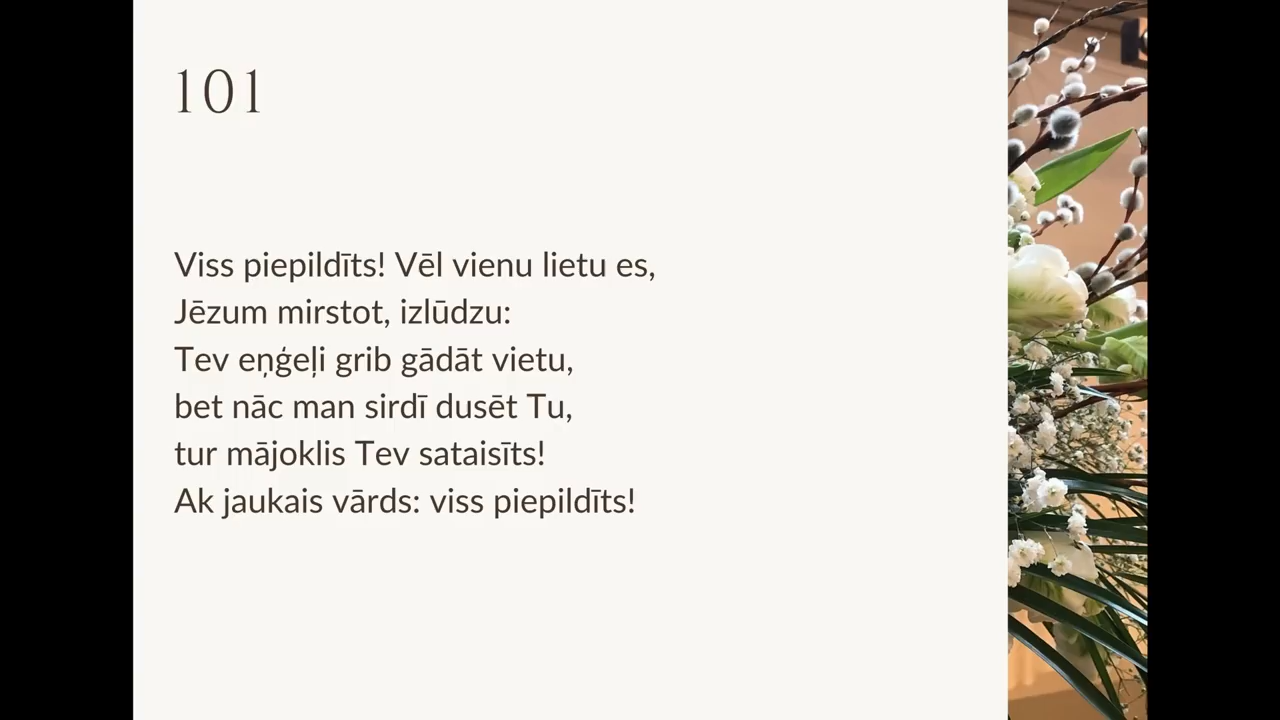 101
Viss piepildīts! Vēl vienu lietu es,
Jēzum mirstot, izlūdzu:
Tev eņģeļi grib gādāt vietu,
bet nāc man sirdī dusēt Tu,
tur mājoklis Tev sataisīts!
Ak jaukais vārds: viss piepildīts!